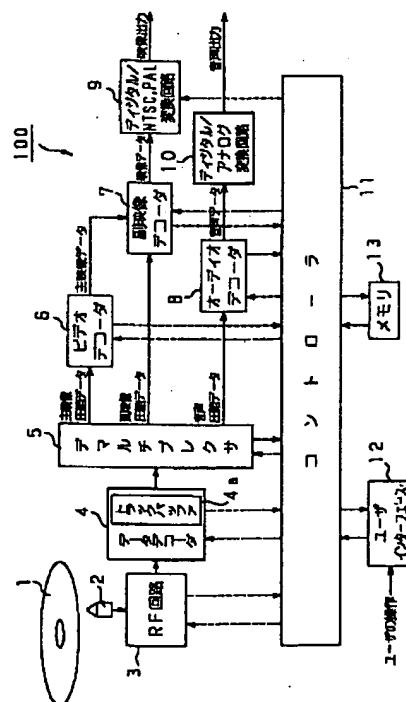 100
1
2
3
RF回路
4
データデコーダ
トラックバッファ
4a
5
デマルチプレクサ
主映像
圧縮データ
副映像
圧縮データ
音声
圧縮データ
6
ビデオ
デコーダ
主映像データ
7
副映像
デコーダ
映像データ
8
オーディオ
デコーダ
音声データ
9
ディジタル/
NTSC,PAL
変換回路
映像出力
10
ディジタル/
アナログ
変換回路
音声出力
コントローラ
11
12
ユーザ
インターフェース
ユーザの操作
13
メモリ